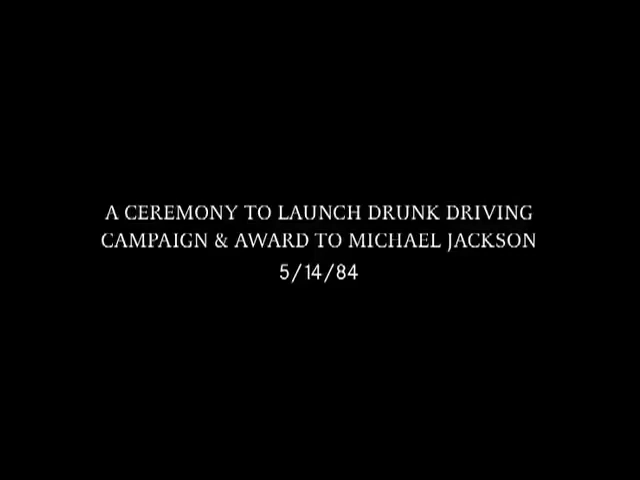 A CEREMONY TO LAUNCH DRUNK DRIVING
CAMPAIGN & AWARD TO MICHAEL JACKSON
5/14/84